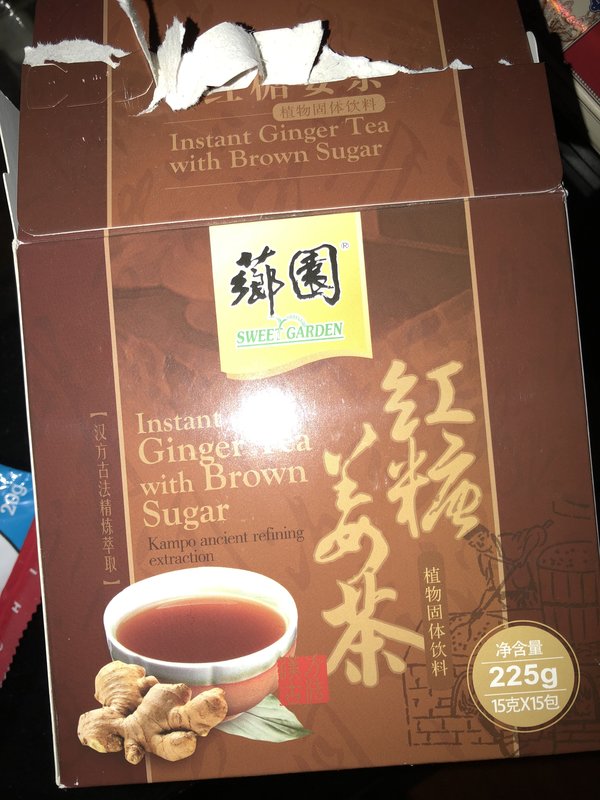 植物固体饮料
Instant Ginger Tea
with Brown Sugar
薌園®
SWEET GARDEN
红糖
姜茶
Instant
Ginger Tea
with Brown
Sugar
Kampo ancient refining
extraction
【汉方古法精炼萃取】
植物固体饮料
净含量
225g
15克X15包
29g